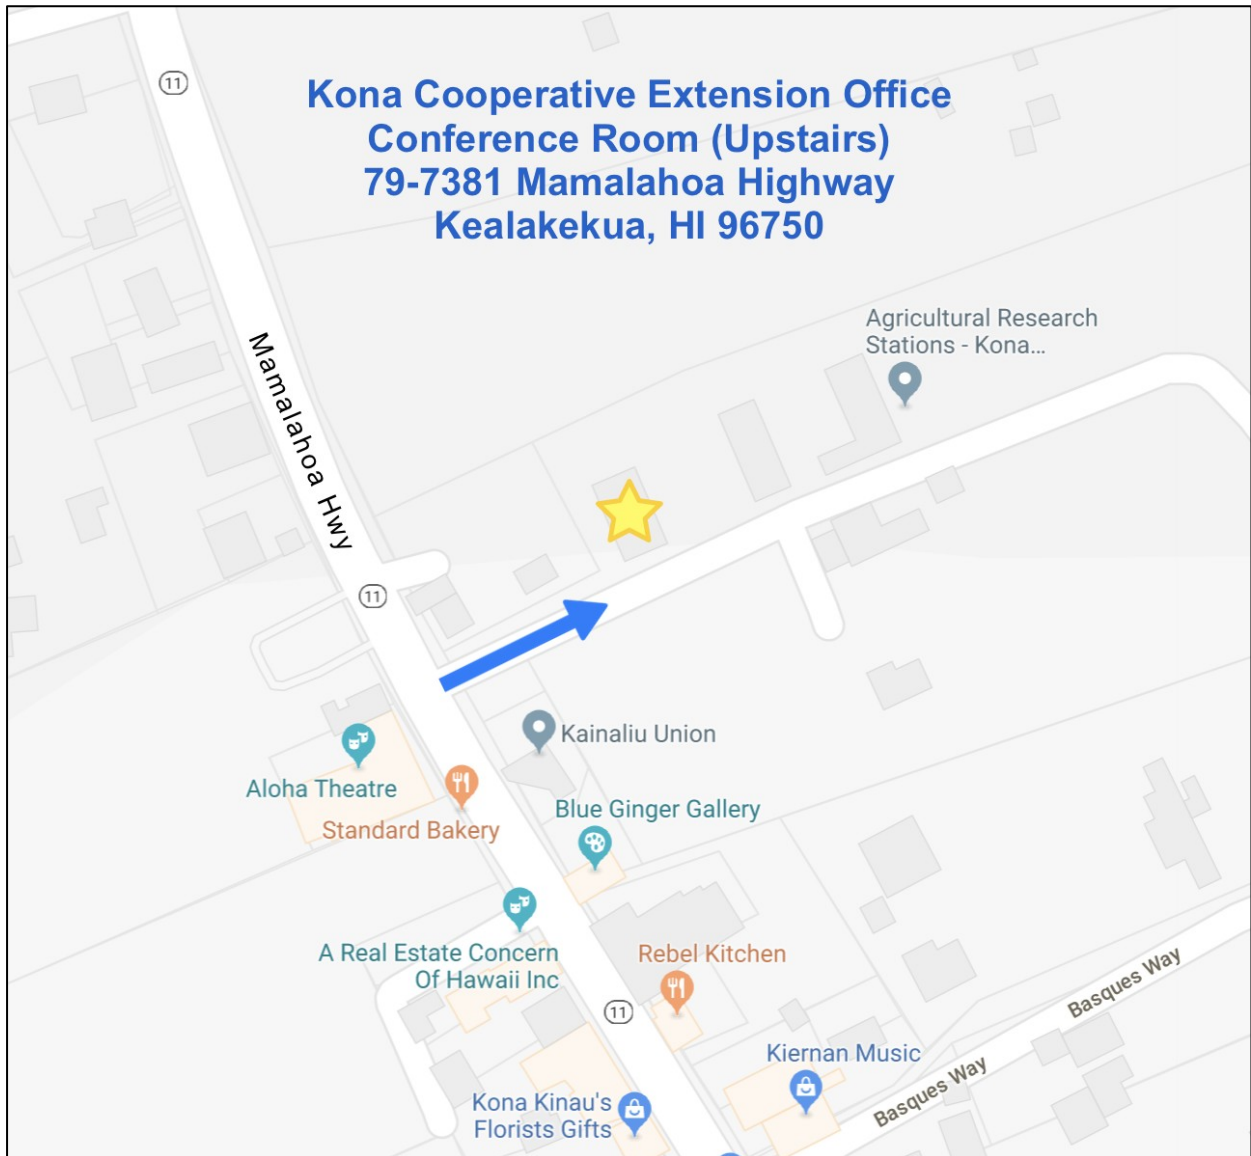 Kona Cooperative Extension Office
Conference Room (Upstairs)
79-7381 Mamalahoa Highway
Kealakekua, HI 96750
11
Agricultural Research
Stations - Kona...
Mamalahoa Hwy
11
Kainaliu Union
Aloha Theatre
Standard Bakery
Blue Ginger Gallery
A Real Estate Concern
Of Hawaii Inc
Rebel Kitchen
Basques Way
11
Kiernan Music
Basques Way
Kona Kinau's
Florists Gifts